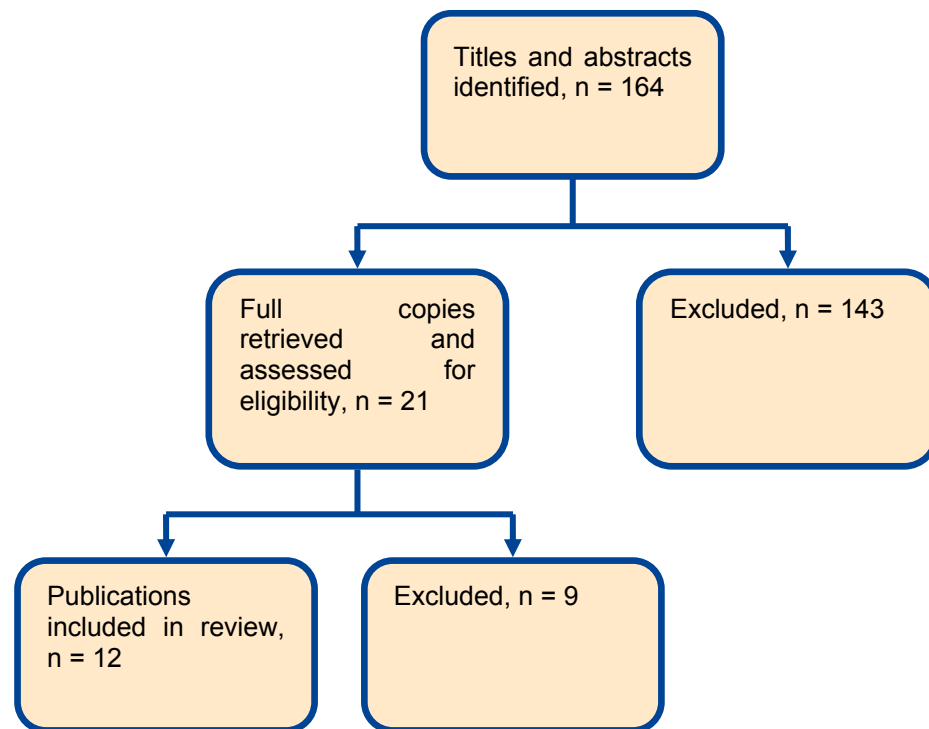 Titles and abstracts
identified, n = 164
Full copies
retrieved and
assessed for
eligibility, n = 21
Excluded, n = 143
Publications
included in review,
n = 12
Excluded, n = 9